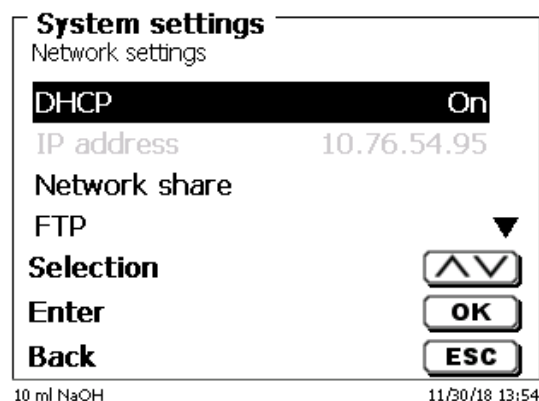 System settings
Network settings
DHCP On
IP address 10.76.54.95
Network share
FTP
Selection
Enter OK
Back ESC
10 ml NaOH 11/30/18 13:54